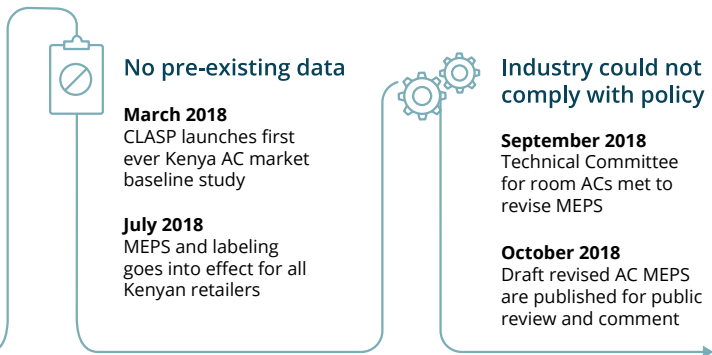 No pre-existing data
March 2018
CLASP launches first
ever Kenya AC market
baseline study
July 2018
MEPS and labeling
goes into effect for all
Kenyan retailers
Industry could not
comply with policy
September 2018
Technical Committee
for room ACs met to
revise MEPS
October 2018
Draft revised AC MEPS
are published for public
review and comment